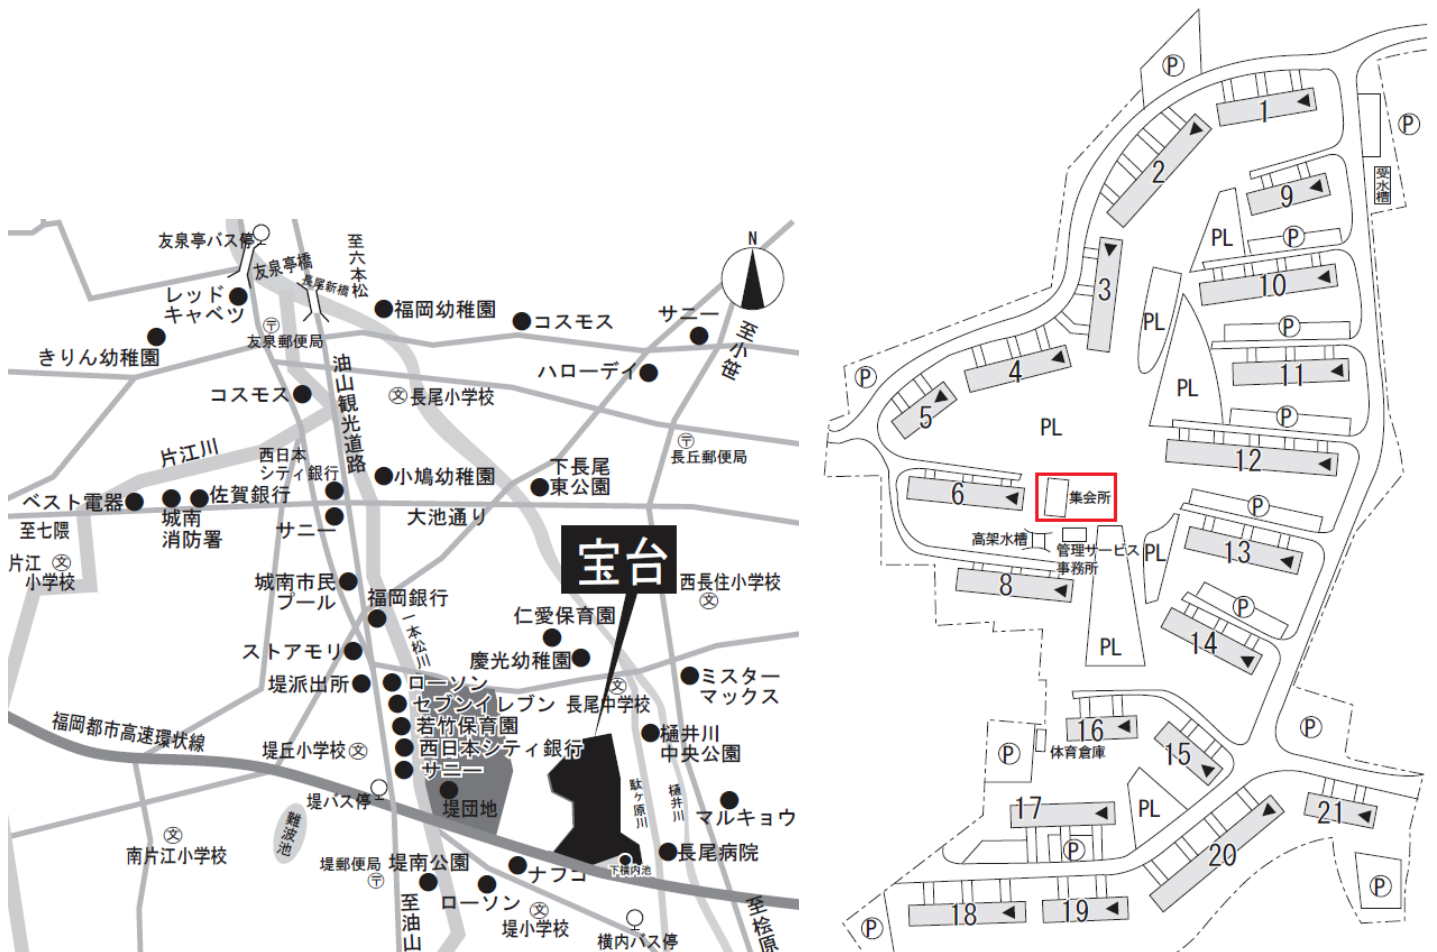 友泉亭バス停
友泉亭橋
長尾新橋
至六本松
レッド
キャベツ
友泉郵便局
きりん幼稚園
福岡幼稚園
コスモス
サニー
N
至小笹
ハローデイ
油山観光道路
コスモス
長尾小学校
文
片江川
西日本
シティ銀行
小鳩幼稚園
下長尾
東公園
長丘郵便局
ベスト電器
佐賀銀行
城南
消防署
サニー
大池通り
至七隈
片江
小学校
文
宝台
城南市民
プール
福岡銀行
一本松川
仁愛保育園
西長住小学校
文
ストアモリ
慶光幼稚園
堤派出所
ローソン
セブンイレブン
若竹保育園
西日本シティ銀行
サニー
長尾中学校
文
ミスター
マックス
樋井川
中央公園
福岡都市高速環状線
堤丘小学校
文
堤バス停
堤団地
駄ヶ原川
樋井川
マルキョウ
難波池
南片江小学校
文
堤郵便局
堤南公園
ナフコ
下横内池
長尾病院
ローソン
堤小学校
文
至油山
横内バス停
至桧原
P
1
2
P
受水槽
9
PL
P
3
10
PL
P
4
PL
11
P
5
P
PL
12
6
集会所
P
高架水槽
管理サービス
事務所
PL
13
8
P
PL
14
16
体育倉庫
P
15
P
17
PL
21
P
20
P
18
19
P